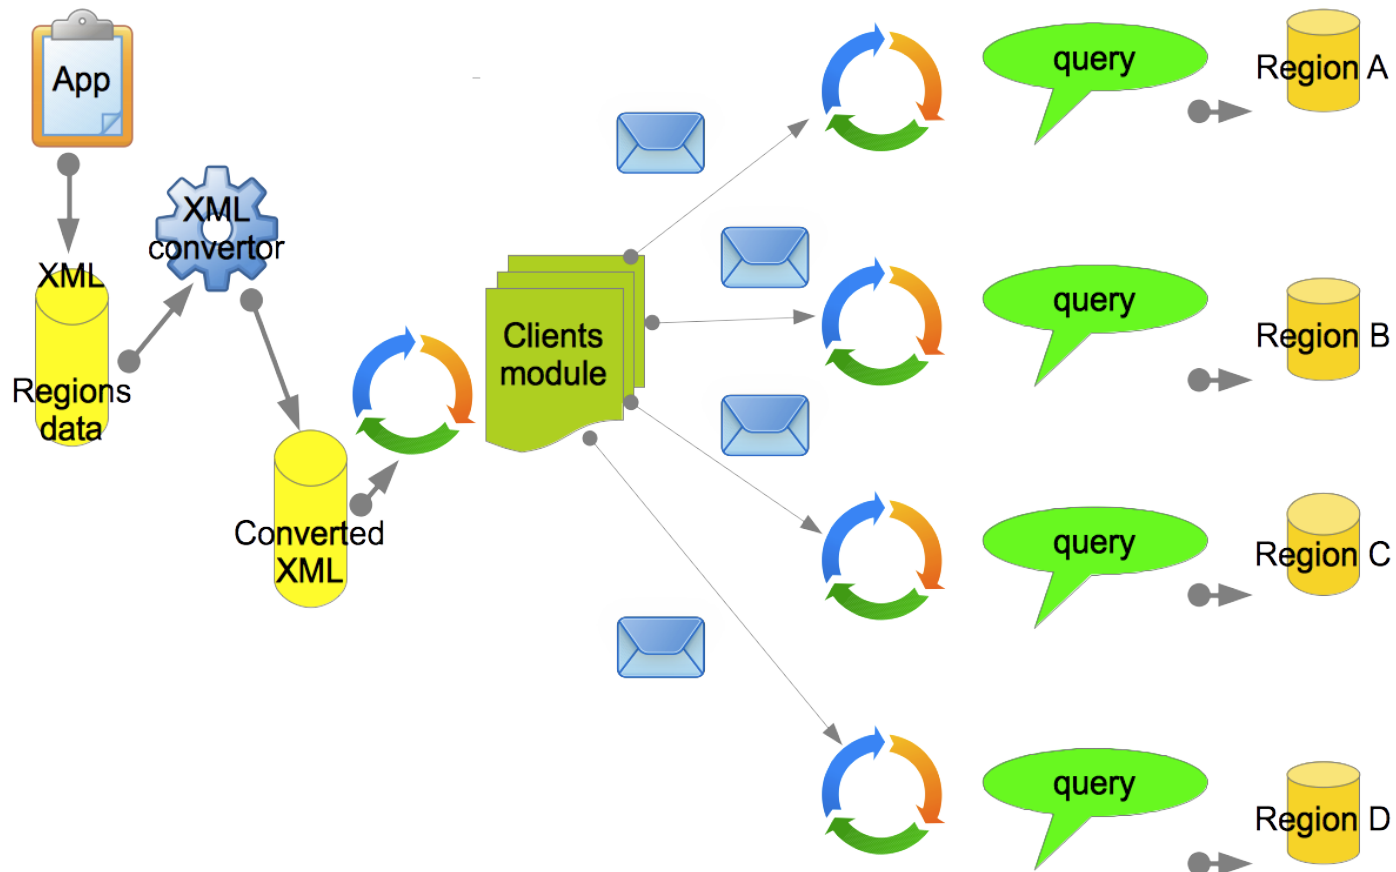 App
XML
convertor
XML
Regions
data
Converted
XML
Clients
module
query
Region A
query
Region B
query
Region C
query
Region D